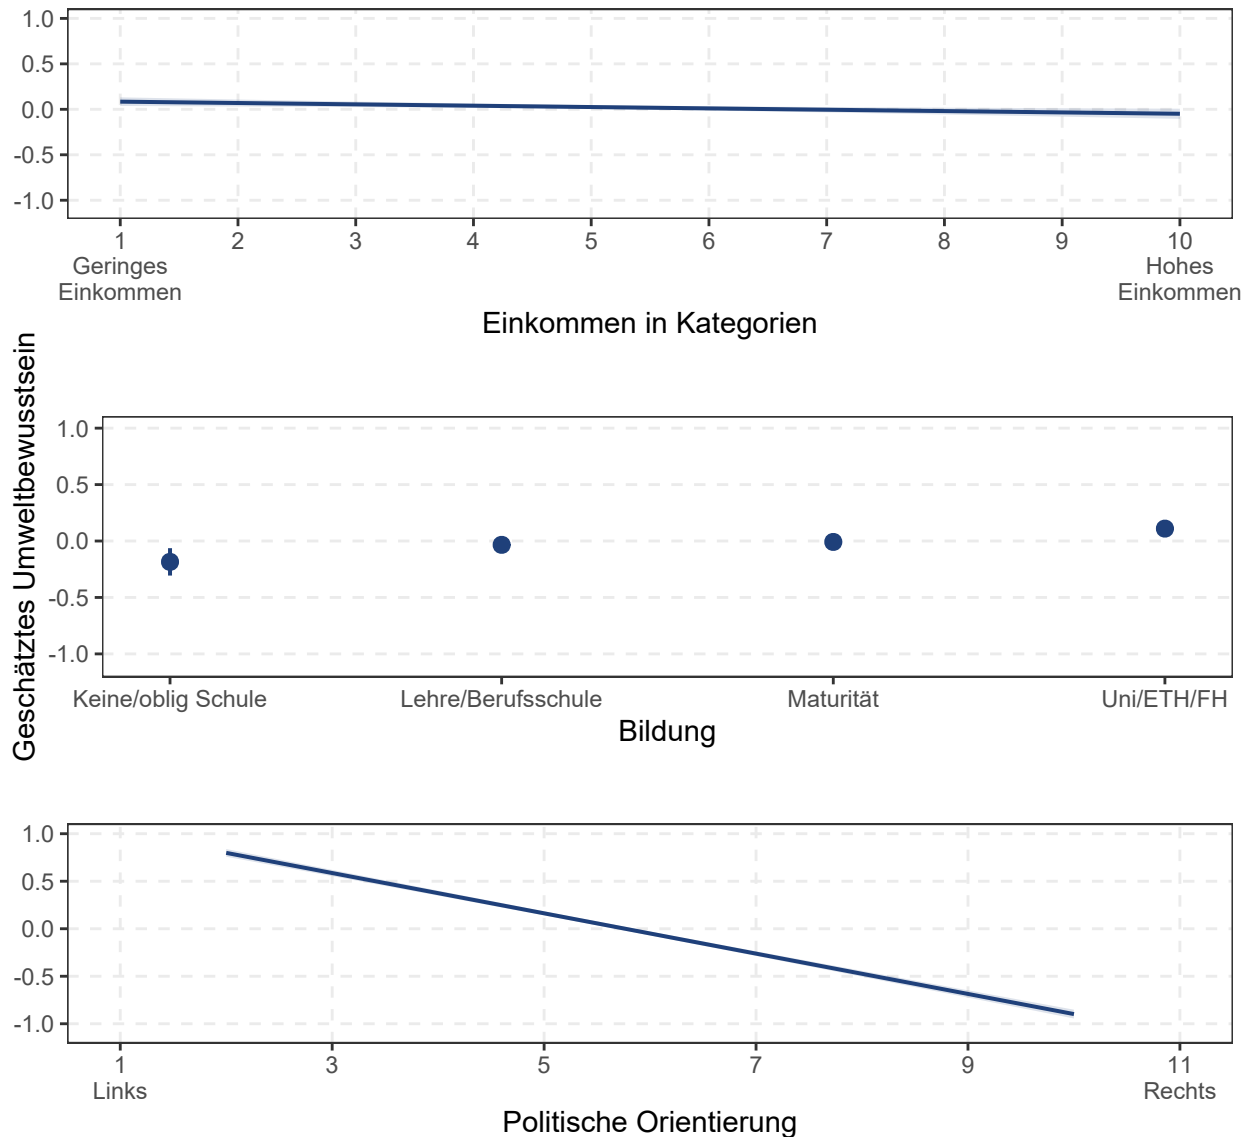 1.0
0.5
0.0
-0.5
-1.0
1 2 3 4 5 6 7 8 9 10
Geringes Hohes
Einkommen Einkommen
Einkommen in Kategorien
Geschätztes Umweltbewusstsein
1.0
0.5
0.0
-0.5
-1.0
Keine/oblig Schule Lehre/Berufsschule Maturität Uni/ETH/FH
Bildung
1.0
0.5
0.0
-0.5
-1.0
1 3 5 7 9 11
Links Rechts
Politische Orientierung